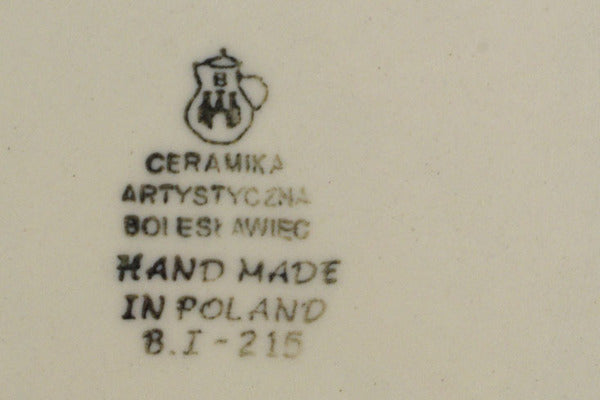 B
CERAMIKA
ARTYSTYCZNA
BOLESŁAWIEC
HAND MADE
IN POLAND
B.I-215